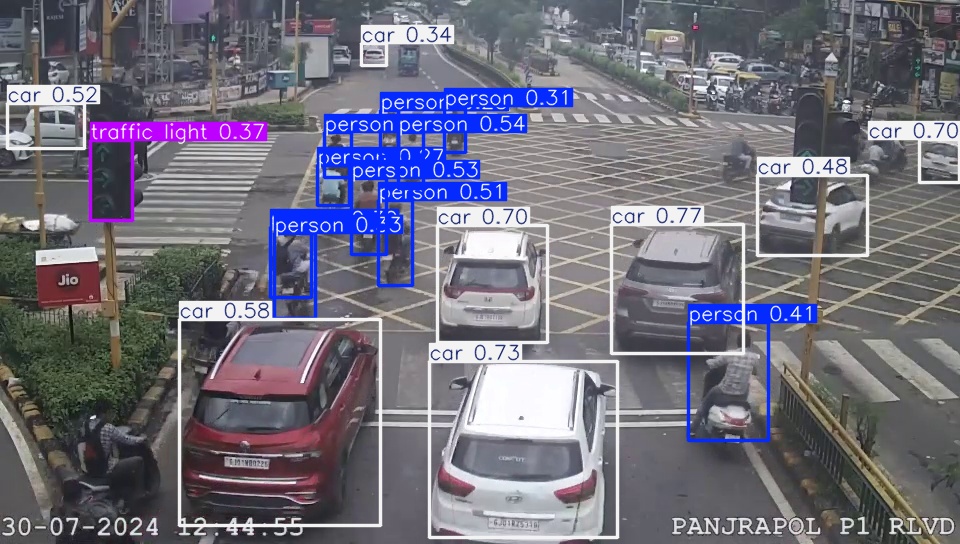 car 0.34
car 0.52
person
person 0.31
traffic light 0.37
person
person 0.54
car 0.70
person 0.27
person 0.53
car 0.48
person 0.51
person 0.33
car 0.70
car 0.77
Jio
car 0.58
person 0.41
car 0.73
30-07-2024 12:44:55
PANJRAPOL P1 RLVD